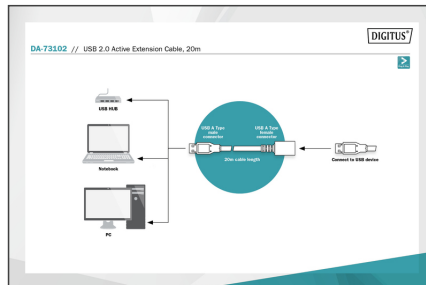 DIGITUS®
DA-73102 // USB 2.0 Active Extension Cable, 20m
USB HUB
USB A Type
male
connector
USB A Type
female
connector
20m cable length
Connect to USB device
Notebook
PC